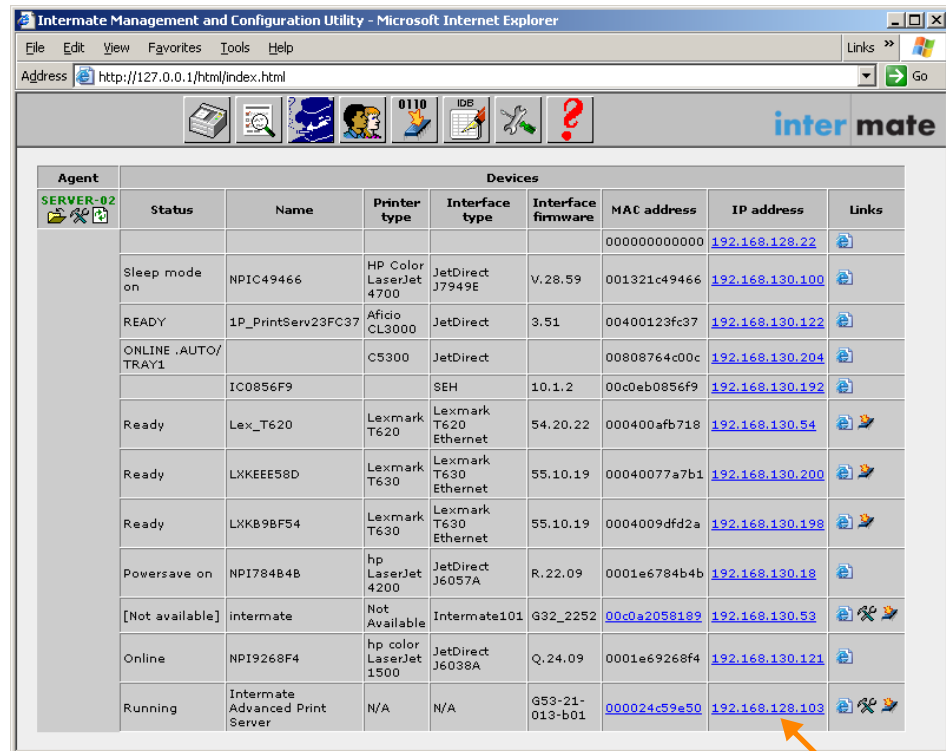 Intermate Management and Configuration Utility - Microsoft Internet Explorer
File Edit View Favorites Tools Help Links »
Address http://127.0.0.1/html/index.html Go
0110 IDB ? inter mate
Agent Devices
SERVER-02 Status Name Printer type Interface type Interface firmware MAC address IP address Links
000000000000 192.168.128.22
Sleep mode on NPIC49466 HP Color LaserJet 4700 JetDirect J7949E V.28.59 001321c49466 192.168.130.100
READY 1P_PrintServ23FC37 Aficio CL3000 JetDirect 3.51 00400123fc37 192.168.130.122
ONLINE .AUTO/ TRAY1 C5300 JetDirect 00808764c00c 192.168.130.204
IC0856F9 SEH 10.1.2 00c0eb0856f9 192.168.130.192
Ready Lex_T620 Lexmark T620 Lexmark T620 Ethernet 54.20.22 000400afb718 192.168.130.54
Ready LXKEEE58D Lexmark T630 Lexmark T630 Ethernet 55.10.19 00040077a7b1 192.168.130.200
Ready LXKB9BF54 Lexmark T630 Lexmark T630 Ethernet 55.10.19 0004009dfd2a 192.168.130.198
Powersave on NPI784B4B hp LaserJet 4200 JetDirect J6057A R.22.09 0001e6784b4b 192.168.130.18
[Not available] intermate Not Available Intermate101 G32_2252 00c0a2058189 192.168.130.53
Online NPI9268F4 hp color LaserJet 1500 JetDirect J6038A Q.24.09 0001e69268f4 192.168.130.121
Running Intermate Advanced Print Server N/A N/A G53-21-013-b01 000024c59e50 192.168.128.103